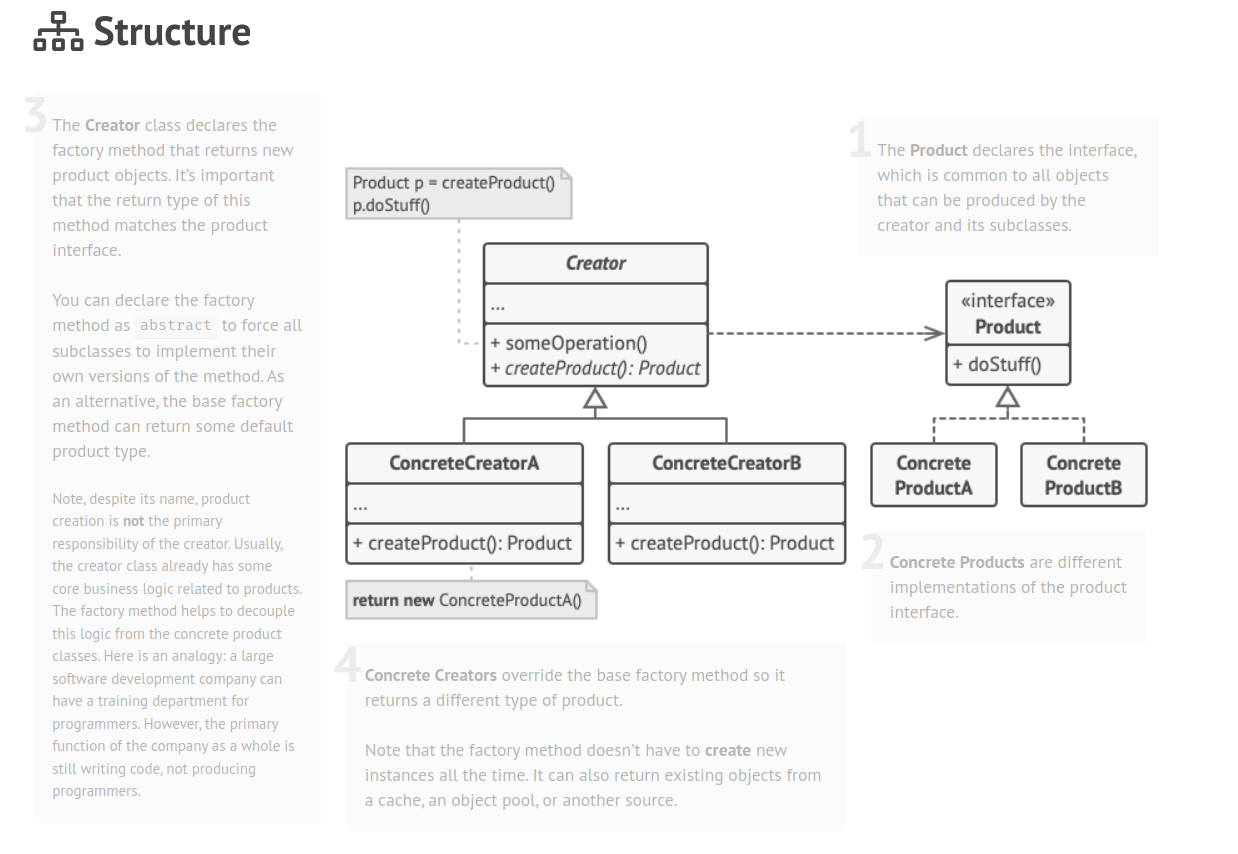 Structure
3
The Creator class declares the
factory method that returns new
product objects. It’s important
that the return type of this
method matches the product
interface.
You can declare the factory
method as abstract to force all
subclasses to implement their
own versions of the method. As
an alternative, the base factory
method can return some default
product type.
Note, despite its name, product
creation is not the primary
responsibility of the creator. Usually,
the creator class already has some
core business logic related to products.
The factory method helps to decouple
this logic from the concrete product
classes. Here is an analogy: a large
software development company can
have a training department for
programmers. However, the primary
function of the company as a whole is
still writing code, not producing
programmers.
Product p = createProduct()
p.doStuff()
Creator
...
+ someOperation()
+ createProduct(): Product
ConcreteCreatorA
...
+ createProduct(): Product
return new ConcreteProductA()
ConcreteCreatorB
...
+ createProduct(): Product
1
The Product declares the interface,
which is common to all objects
that can be produced by the
creator and its subclasses.
«interface»
Product
+ doStuff()
Concrete
ProductA
Concrete
ProductB
2
Concrete Products are different
implementations of the product
interface.
4
Concrete Creators override the base factory method so it
returns a different type of product.
Note that the factory method doesn’t have to create new
instances all the time. It can also return existing objects from
a cache, an object pool, or another source.